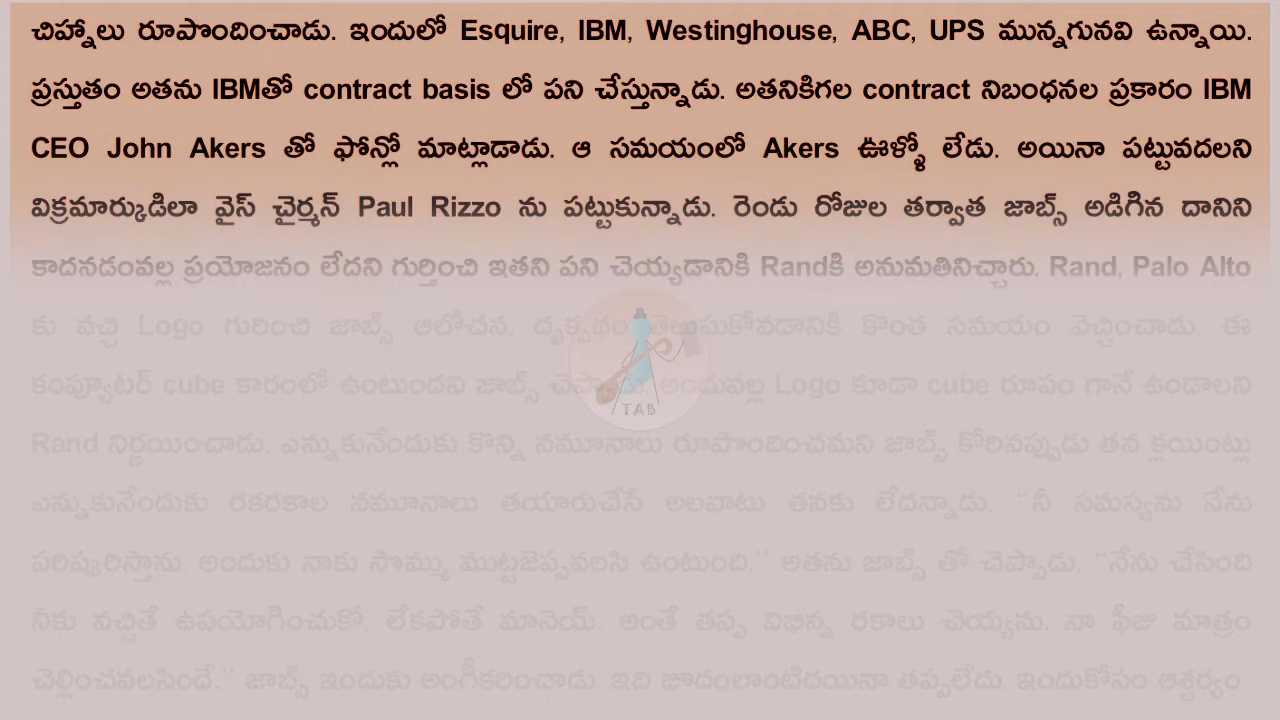 చిహ్నాలు రూపొందించాడు. ఇందులో Esquire, IBM, Westinghouse, ABC, UPS మున్నగునవి ఉన్నాయి.
ప్రస్తుతం అతను IBMతో contract basis లో పని చేస్తున్నాడు. అతనికిగల contract నిబంధనల ప్రకారం IBM
CEO John Akers తో ఫోన్లో మాట్లాడాడు. ఆ సమయంలో Akers ఊళ్ళో లేడు. అయినా పట్టువదలని
విక్రమార్కుడిలా వైస్ చైర్మన్ Paul Rizzo ను పట్టుకున్నాడు. రెండు రోజుల తర్వాత జాబ్స్ అడిగిన దానిని
కాదనడంవల్ల ప్రయోజనం లేదని గుర్తించి ఇతని పని చెయ్యడానికి Randకి అనుమతినిచ్చారు. Rand, Palo Alto
కు వచ్చి Logo గురించి జాబ్స్ ఆలోచన, దృక్పథం తెలుసుకోవడానికి కొంత సమయం వెచ్చించాడు. ఈ
కంప్యూటర్ cube కారంలో ఉంటుందని జాబ్స్ చెప్పాడు. అందువల్ల Logo కూడా cube రూపం గానే ఉండాలని
Rand నిర్ణయించాడు. ఎన్నుకునేందుకు కొన్ని నమూనాలు రూపొందించమని జాబ్స్ కోరినప్పుడు తన క్లయింట్లు
ఎన్నుకునేందుకు రకరకాల నమూనాలు తయారుచేసే అలవాటు తనకు లేదన్నాడు. "నీ సమస్యను నేను
పరిష్కరిస్తాను. అందుకు నాకు సొమ్ము ముట్టజెప్పవలసి ఉంటుంది." అతను జాబ్స్ తో చెప్పాడు. "నేను చేసింది
నీకు నచ్చితే ఉపయోగించుకో. లేకపోతే మానెయ్. అంతే తప్ప విభిన్న రకాలు చెయ్యను. నా ఫీజు మాత్రం
చెల్లించవలసిందే." జాబ్స్ ఇందుకు అంగీకరించాడు. ఇది జూదంలాంటిదయినా తప్పలేదు. ఇందుకోసం ఆశ్చర్యం
TAB